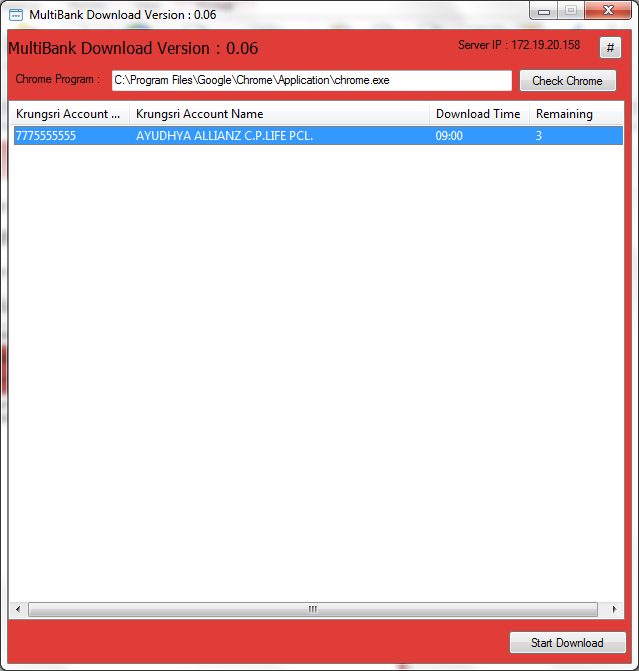 MultiBank Download Version : 0.06
MultiBank Download Version : 0.06
Server IP : 172.19.20.158
#
Chrome Program :
C:\Program Files\Google\Chrome\Application\chrome.exe
Check Chrome
Krungsri Account ... Krungsri Account Name Download Time Remaining
7775555555 AYUDHYA ALLIANZ C.P.LIFE PCL. 09:00 3
Start Download